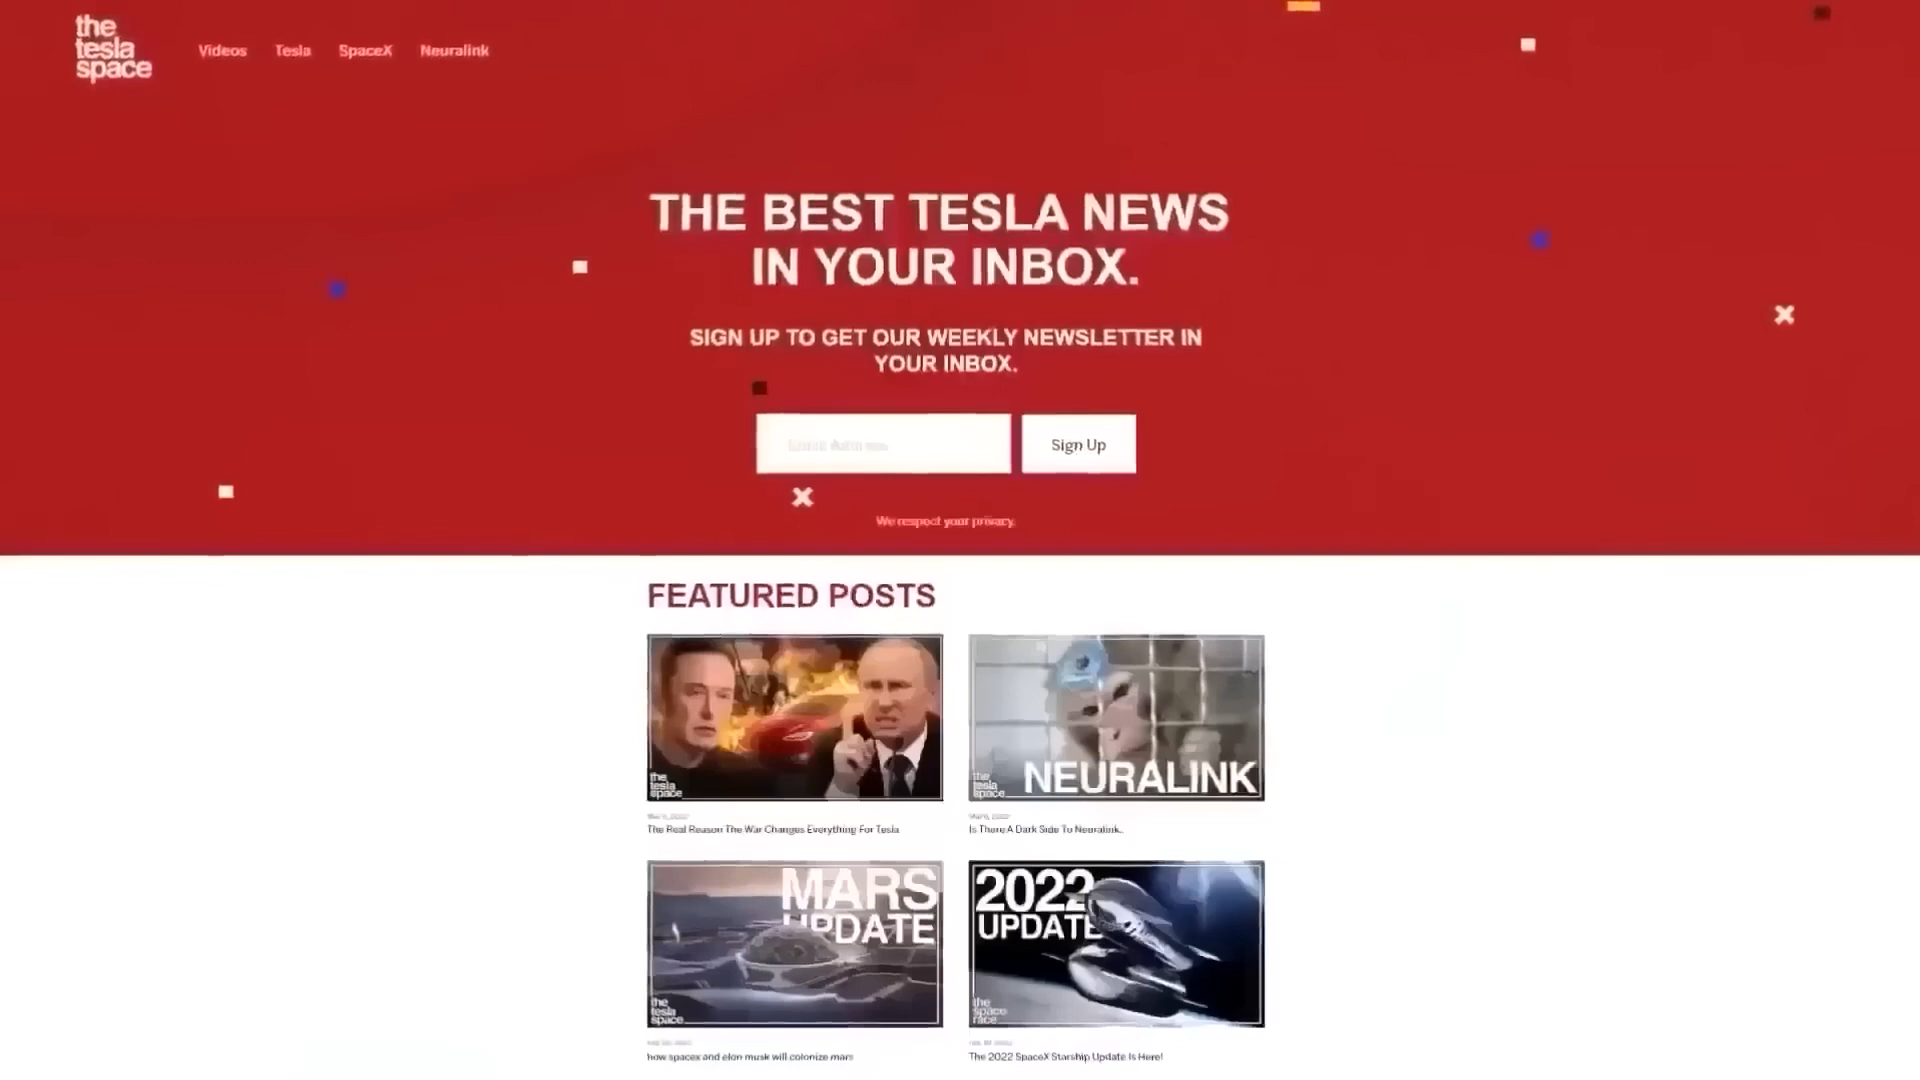 the
tesla
space
Videos
Tesla
SpaceX
Neuralink
THE BEST TESLA NEWS
IN YOUR INBOX.
SIGN UP TO GET OUR WEEKLY NEWSLETTER IN
YOUR INBOX.
Sign Up
We respect your privacy.
FEATURED POSTS
the
tesla
space
the
tesla
space
NEURALINK
The Real Reason The War Changes Everything For Tesla
Is There A Dark Side To Neuralink..
MARS
UPDATE
the
tesla
space
2022
UPDATE
the
space
race
how spacex and elon musk will colonize mars
The 2022 SpaceX Starship Update Is Here!